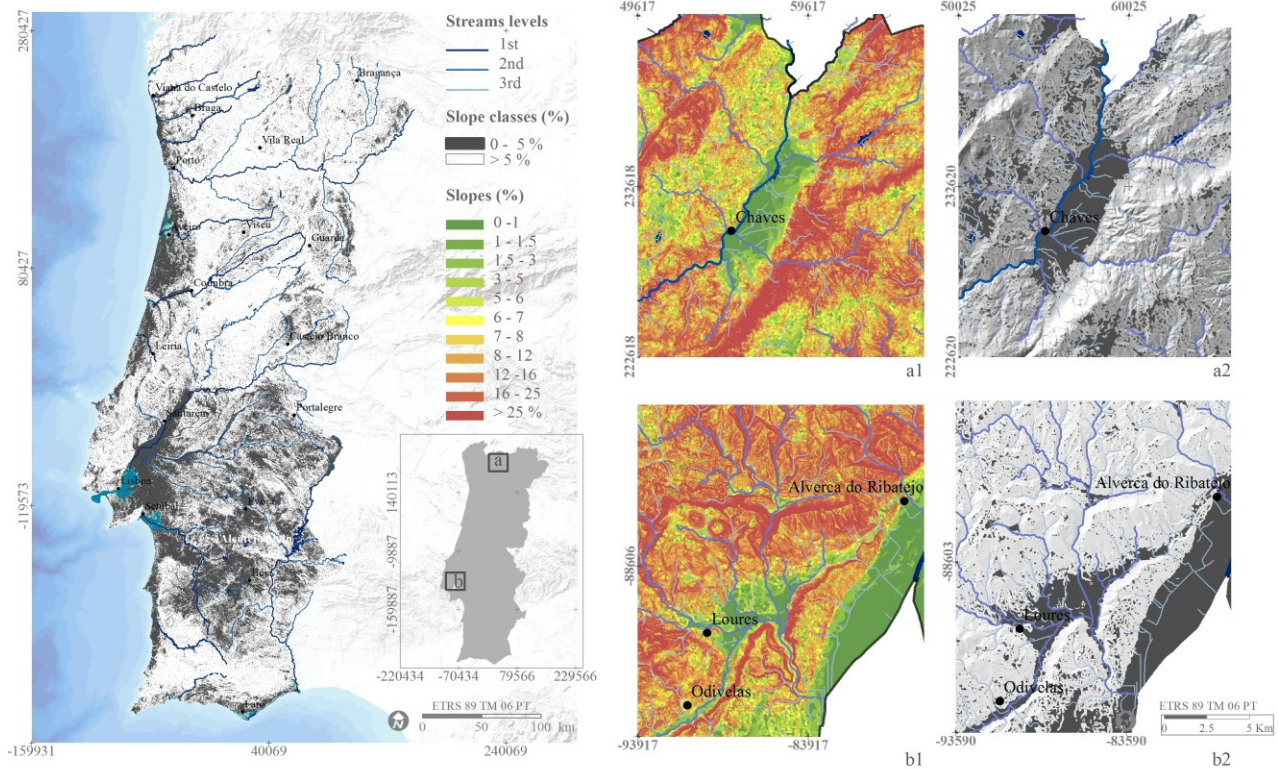 280427
80427
-119573
-159931
40069
240069
Viana do Castelo
Braga
Bragança
Vila Real
Porto
Aveiro
Viseu
Guarda
Coimbra
Leiria
Castelo Branco
Santarém
Portalegre
Lisboa
Setúbal
Streams levels
1st
2nd
3rd
Slope classes (%)
0 - 5 %
> 5 %
Slopes (%)
0 -1
1 - 1.5
1.5 - 3
3 - 5
5 - 6
6 - 7
7 - 8
8 - 12
12 -16
16 - 25
> 25 %
a
b
140113
-9887
-159887
-220434
-70434
79566
229566
ETRS 89 TM 06 PT
0
50
100 km
49617
59617
232618
222618
Chaves
a1
50025
60025
232620
222620
Chaves
a2
Alverca do Ribatejo
Loures
Odivelas
-88606
-93917
-83917
b1
Alverca do Ribatejo
Loures
Odivelas
-88603
-93590
-83590
ETRS 89 TM 06 PT
0
2.5
5 Km
b2